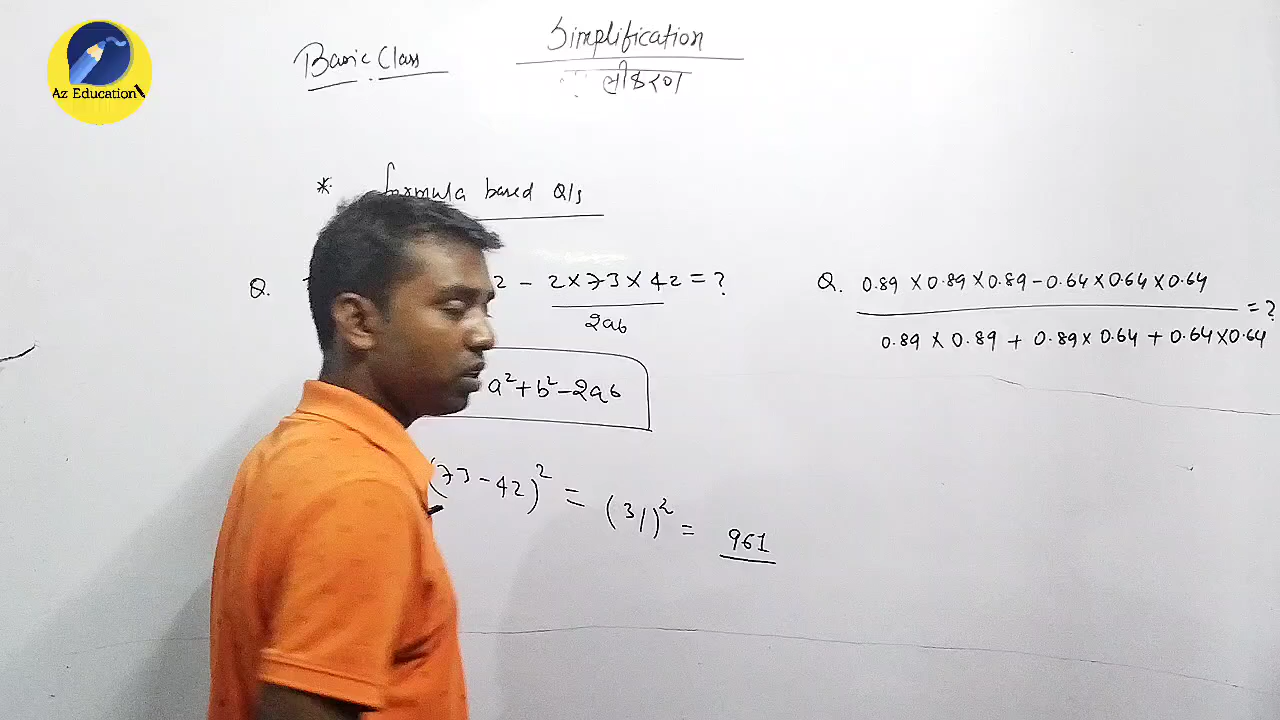 Az Education
Basic Class
Simplification
लीकरण
* formula based Q/s
Q. 2 - 2×73×42 = ?
2ab
a²+b²-2ab
(73-42)² = (31)² = 961
Q. 0.89 × 0.89 × 0.89 - 0.64 × 0.64 × 0.64
= ?
0.89 × 0.89 + 0.89 × 0.64 + 0.64 × 0.64